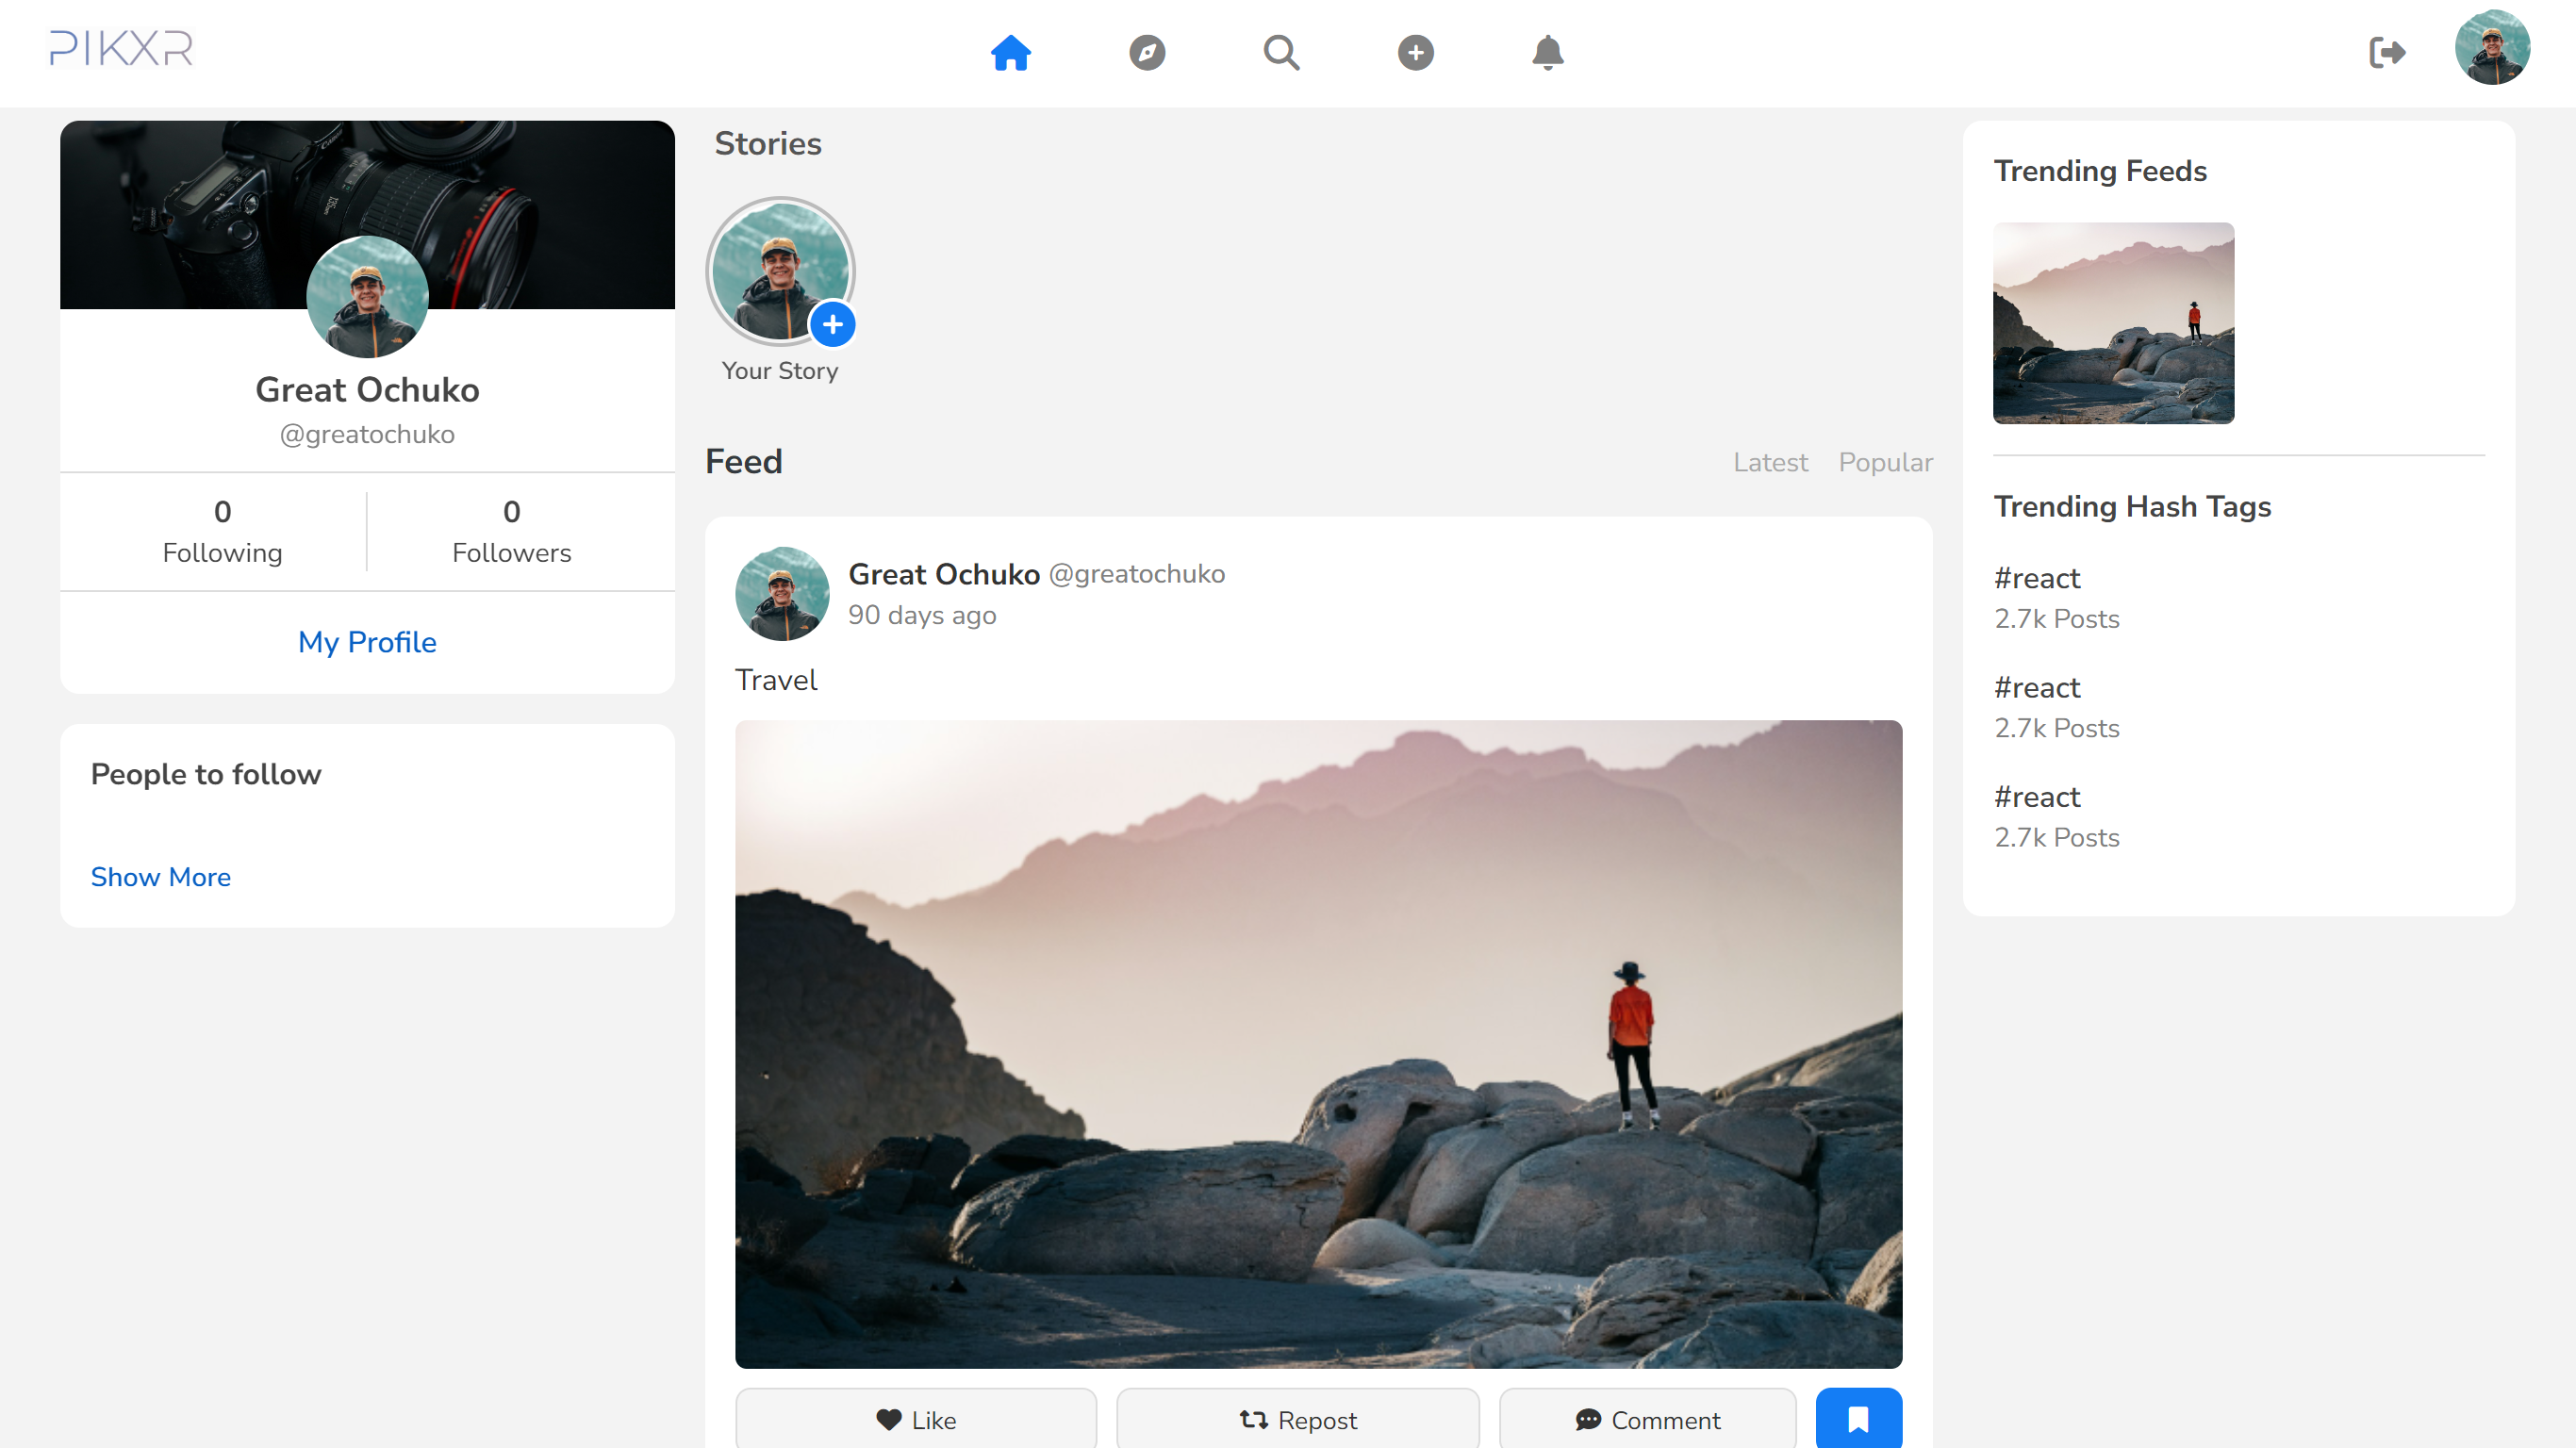 PIKXR
Great Ochuko
@greatochuko
0
Following
0
Followers
My Profile
People to follow
Show More
Stories
Your Story
Feed
Latest
Popular
Great Ochuko @greatochuko
90 days ago
Travel
Like
Repost
Comment
Trending Feeds
Trending Hash Tags
#react
2.7k Posts
#react
2.7k Posts
#react
2.7k Posts